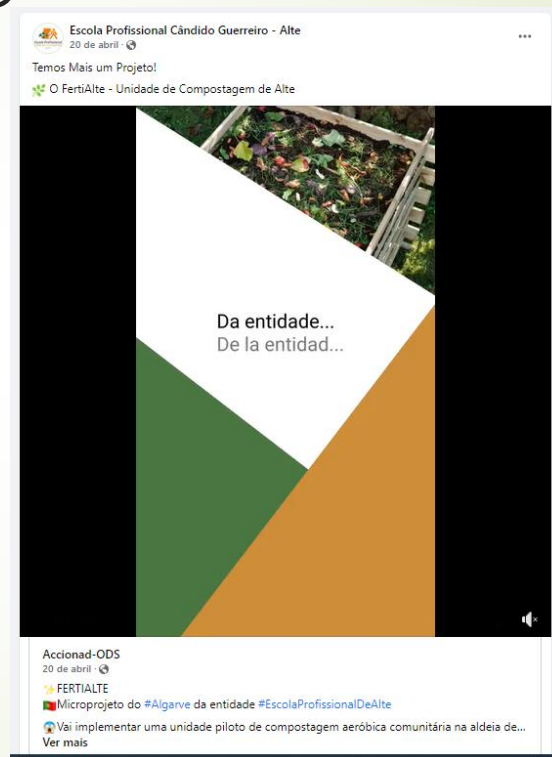 Escola Profissional Cândido Guerreiro - Alte
20 de abril ·
Temos Mais um Projeto!
🌿 O FertiAlte - Unidade de Compostagem de Alte
Da entidade...
De la entidad...
Accionad-ODS
20 de abril ·
✨FERTIALTE
🇵🇹Microprojeto do #Algarve da entidade #EscolaProfissionalDeAlte
😱Vai implementar uma unidade piloto de compostagem aeróbica comunitária na aldeia de...
Ver mais